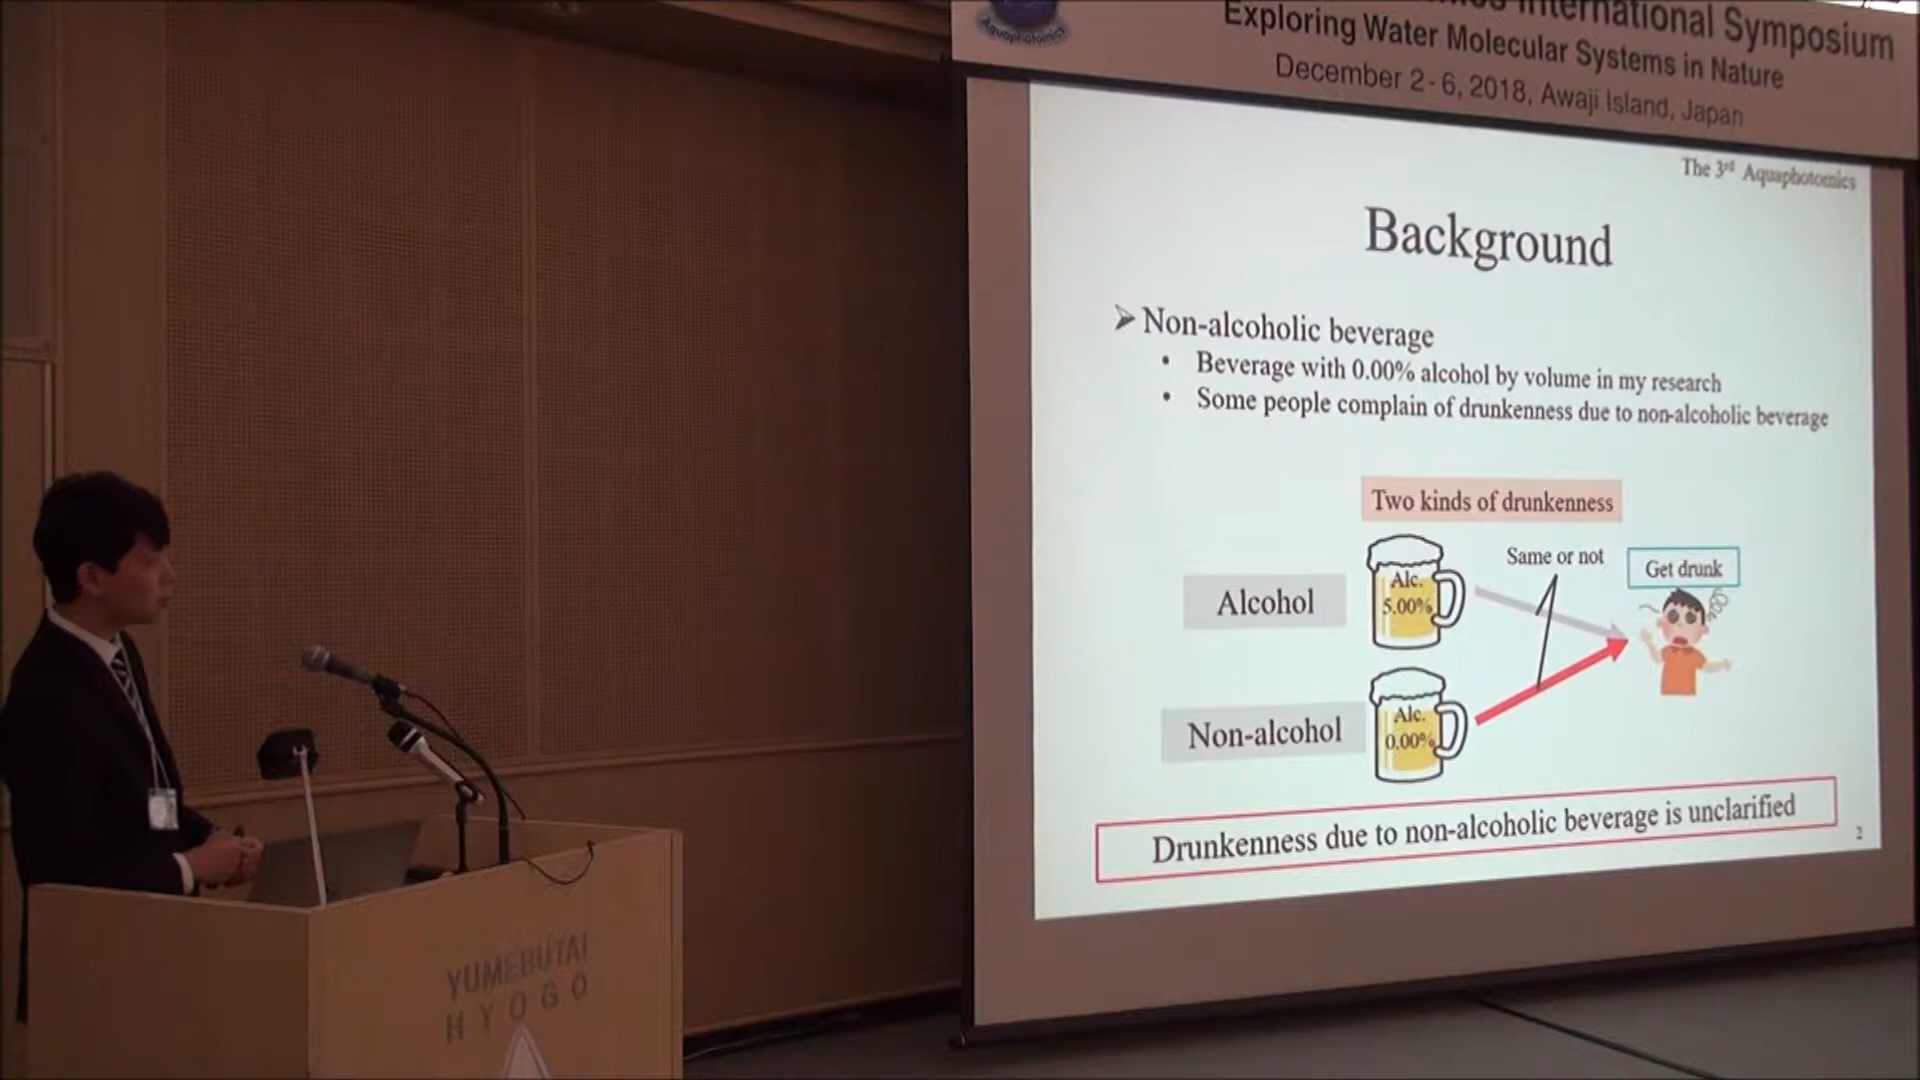 Aquaphotomics
International Symposium
Exploring Water Molecular Systems in Nature
December 2-6, 2018, Awaji Island, Japan
The 3rd Aquaphotomics
Background
➢ Non-alcoholic beverage
• Beverage with 0.00% alcohol by volume in my research
• Some people complain of drunkenness due to non-alcoholic beverage
Two kinds of drunkenness
Same or not
Get drunk
Alcohol
Alc.
5.00%
Non-alcohol
Alc.
0.00%
Drunkenness due to non-alcoholic beverage is unclarified
2
YUMEBUTAI
HYOGO